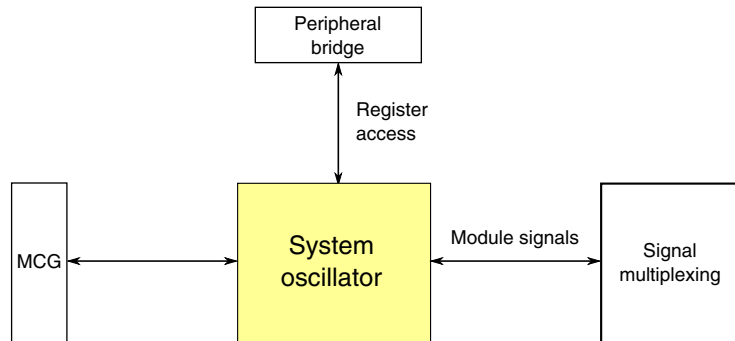 Peripheral
bridge
Register
access
MCG
System
oscillator
Module signals
Signal
multiplexing